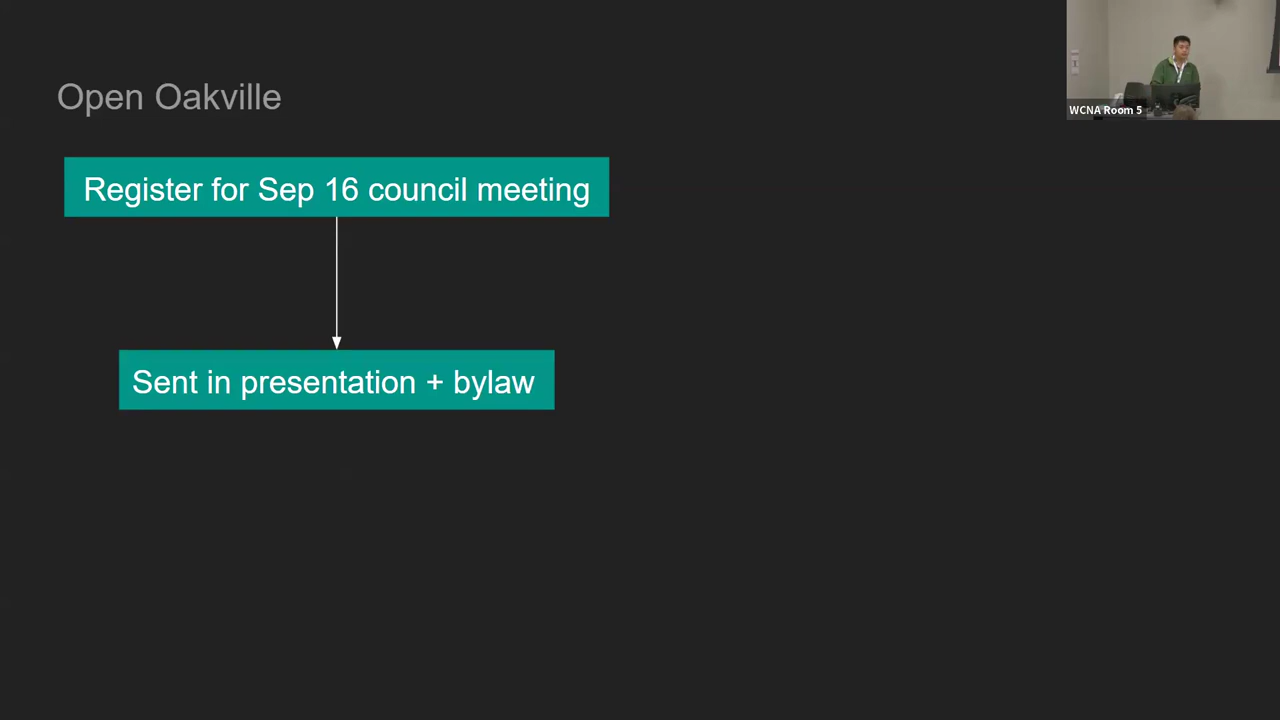 Open Oakville
WCNA Room 5
Register for Sep 16 council meeting
Sent in presentation + bylaw